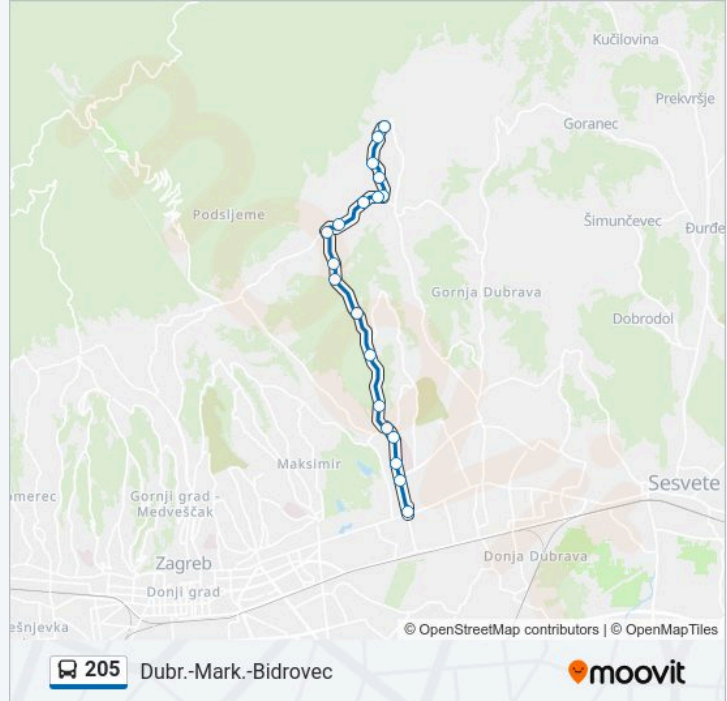 Kučilovina
Prekvršje
Goranec
Podsljeme
Šimunčevec
Đurđe
Gornja Dubrava
Dobrodol
Maksimir
Sesvete
omerec
Gornji grad -
Medveščak
Zagreb
Donja Dubrava
Donji grad
ešnjevka
© OpenStreetMap contributors | © OpenMapTiles
205 Dubr.-Mark.-Bidrovec
moovit